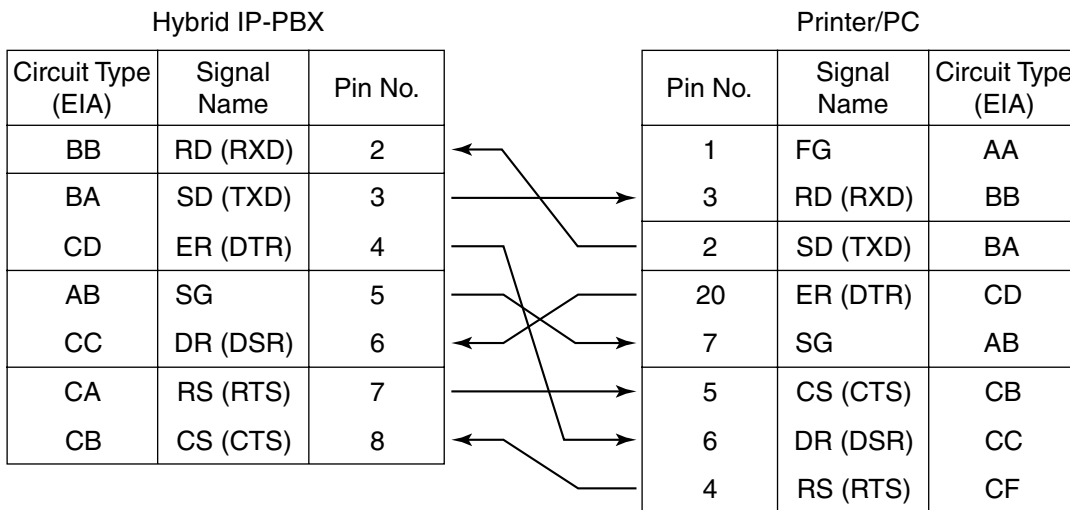 Hybrid IP-PBX
Circuit Type (EIA) Signal Name Pin No.
BB RD (RXD) 2
BA SD (TXD) 3
CD ER (DTR) 4
AB SG 5
CC DR (DSR) 6
CA RS (RTS) 7
CB CS (CTS) 8
Printer/PC
Pin No. Signal Name Circuit Type (EIA)
1 FG AA
3 RD (RXD) BB
2 SD (TXD) BA
20 ER (DTR) CD
7 SG AB
5 CS (CTS) CB
6 DR (DSR) CC
4 RS (RTS) CF